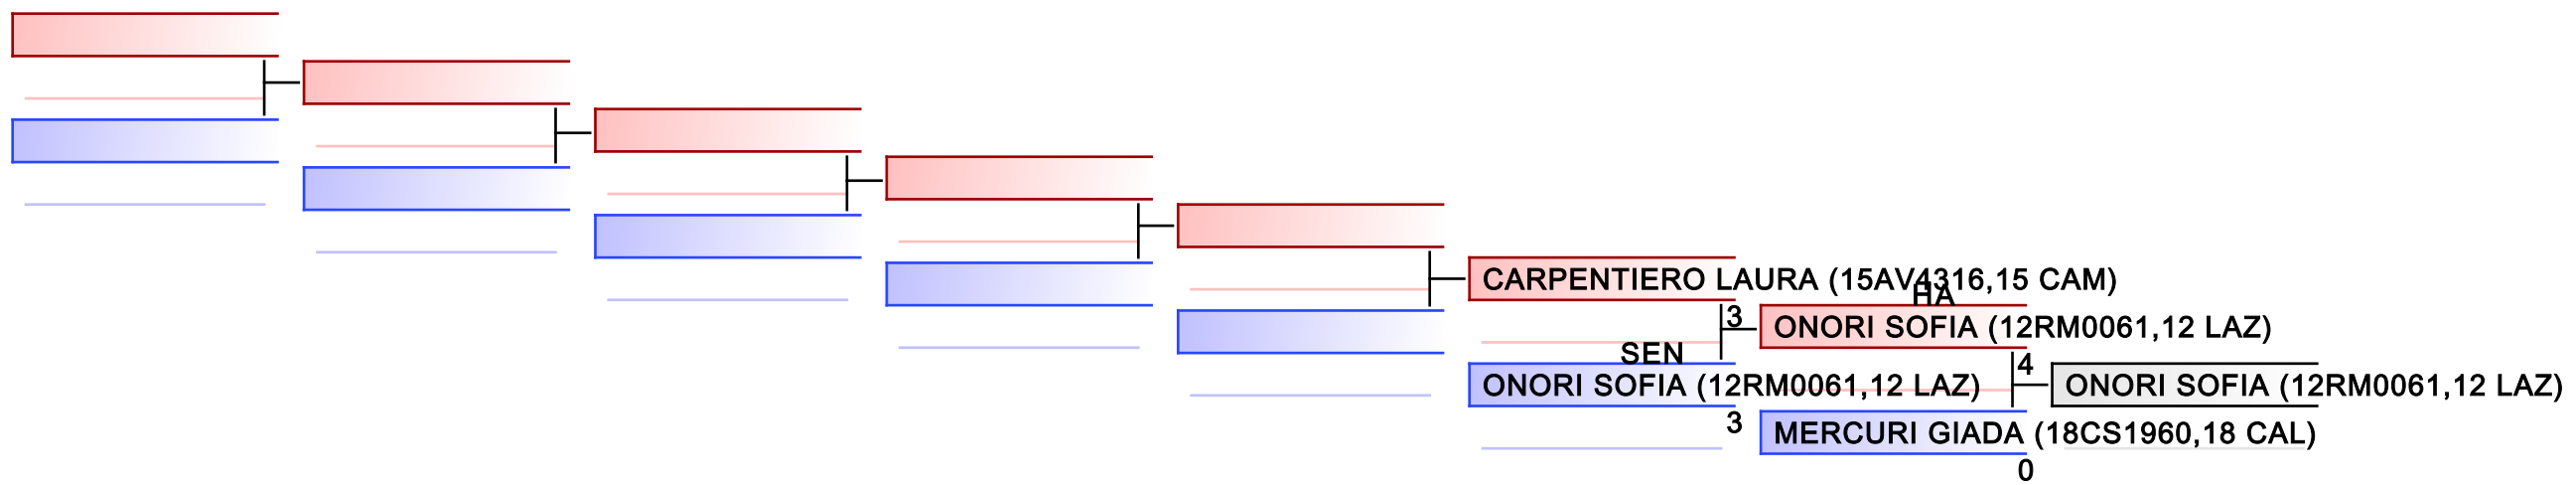 CARPENTIERO LAURA (15AV4316,15 CAM)
HA
3
ONORI SOFIA (12RM0061,12 LAZ)
SEN
4
ONORI SOFIA (12RM0061,12 LAZ)
ONORI SOFIA (12RM0061,12 LAZ)
3
MERCURI GIADA (18CS1960,18 CAL)
0